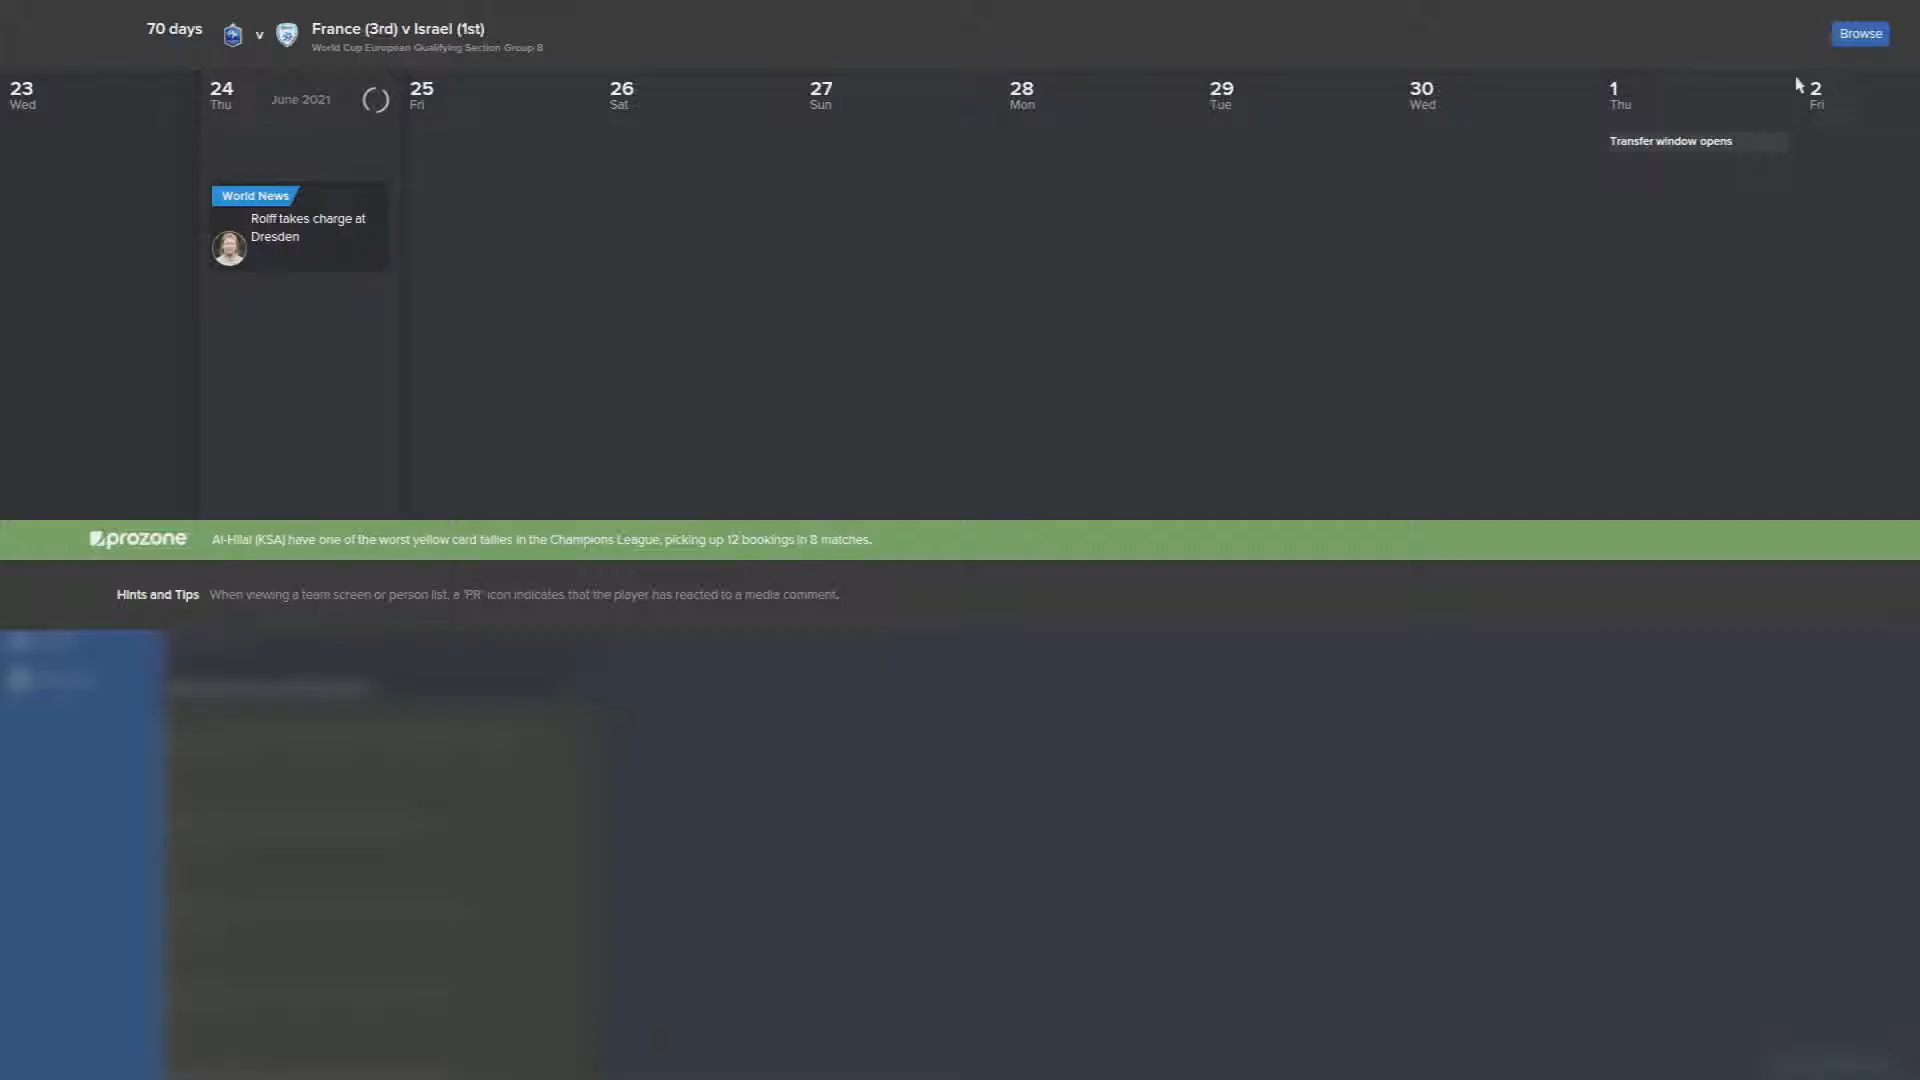 70 days
v
France (3rd) v Israel (1st)
World Cup European Qualifying Section Group 8
Browse
23
Wed
24
Thu
June 2021
25
Fri
26
Sat
27
Sun
28
Mon
29
Tue
30
Wed
1
Thu
2
Fri
Transfer window opens
World News
Rolff takes charge at
Dresden
prozone
Al-Hilal (KSA) have one of the worst yellow card tallies in the Champions League, picking up 12 bookings in 8 matches.
Hints and Tips
When viewing a team screen or person list, a 'PR' icon indicates that the player has reacted to a media comment.